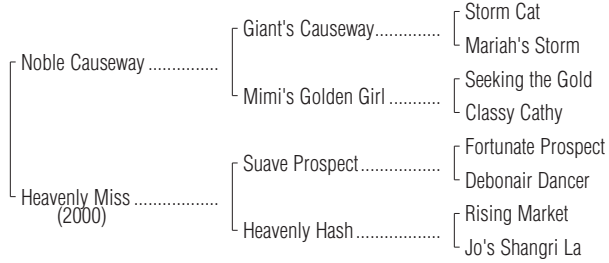 Storm Cat
Giant's Causeway..............
Mariah's Storm
Noble Causeway ...............
Seeking the Gold
Mimi's Golden Girl ...........
Classy Cathy
Fortunate Prospect
Suave Prospect.................
Debonair Dancer
Heavenly Miss ..................
(2000)
Rising Market
Heavenly Hash ..................
Jo's Shangri La